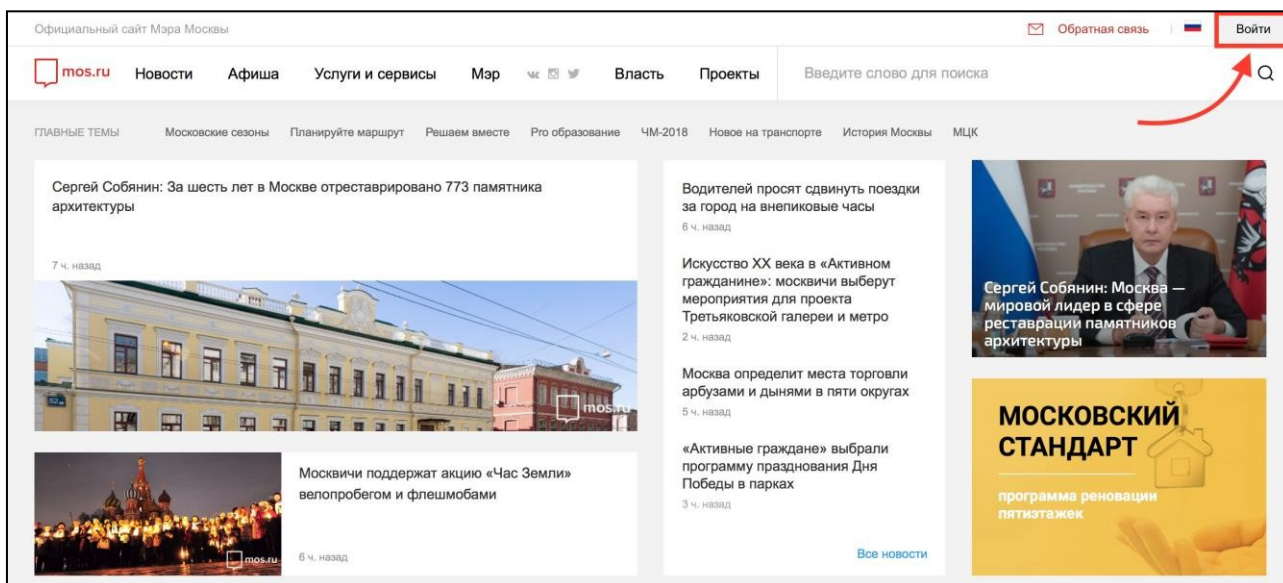 Официальный сайт Мэра Москвы
Обратная связь
Войти
mos.ru
Новости
Афиша
Услуги и сервисы
Мэр
Власть
Проекты
Введите слово для поиска
ГЛАВНЫЕ ТЕМЫ
Московские сезоны
Планируйте маршрут
Решаем вместе
Pro образование
ЧМ-2018
Новое на транспорте
История Москвы
МЦК
Сергей Собянин: За шесть лет в Москве отреставрировано 773 памятника
архитектуры
7 ч. назад
mos.ru
Москвичи поддержат акцию «Час Земли»
велопробегом и флешмобами
6 ч. назад
mos.ru
Водителей просят сдвинуть поездки
за город на внепиковые часы
6 ч. назад
Искусство XX века в «Активном
гражданине»: москвичи выберут
мероприятия для проекта
Третьяковской галереи и метро
2 ч. назад
Москва определит места торговли
арбузами и дынями в пяти округах
5 ч. назад
«Активные граждане» выбрали
программу празднования Дня
Победы в парках
3 ч. назад
Все новости
Сергей Собянин: Москва —
мировой лидер в сфере
реставрации памятников
архитектуры
МОСКОВСКИЙ
СТАНДАРТ
программа реновации
пятиэтажек